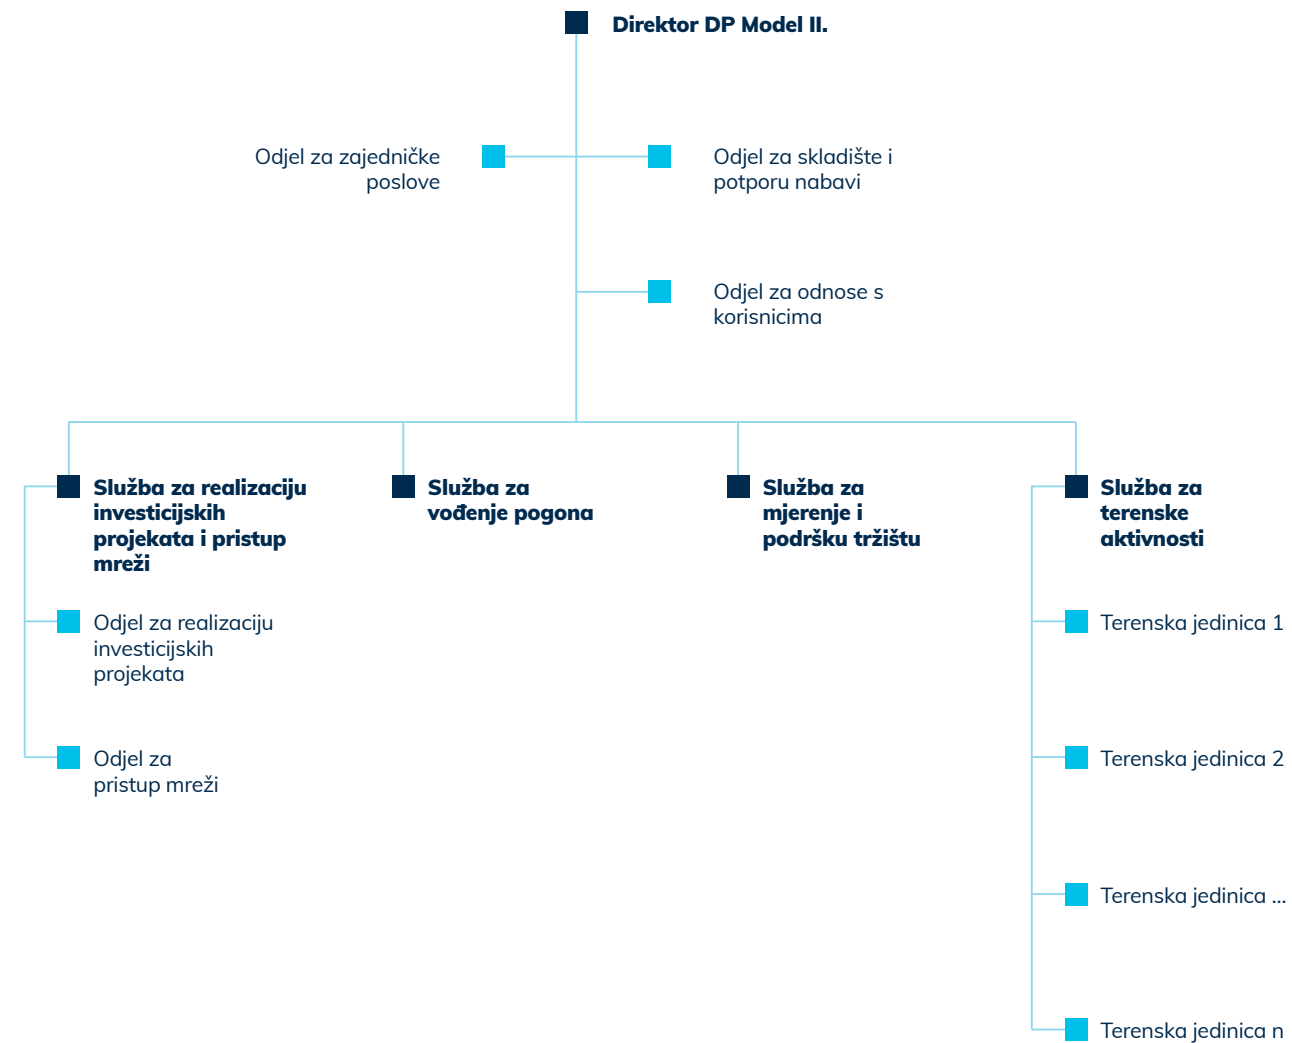 Direktor DP Model II.
Odjel za zajedničke
poslove
Odjel za skladište i
potporu nabavi
Odjel za odnose s
korisnicima
Služba za realizaciju
investicijskih
projekata i pristup
mreži
Odjel za realizaciju
investicijskih
projekata
Odjel za
pristup mreži
Služba za
vođenje pogona
Služba za
mjerenje i
podršku tržištu
Služba za
terenske
aktivnosti
Terenska jedinica 1
Terenska jedinica 2
Terenska jedinica ...
Terenska jedinica n